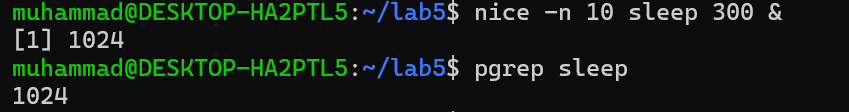 muhammad@DESKTOP-HA2PTL5:~/lab5$ nice -n 10 sleep 300 &
[1] 1024
muhammad@DESKTOP-HA2PTL5:~/lab5$ pgrep sleep
1024